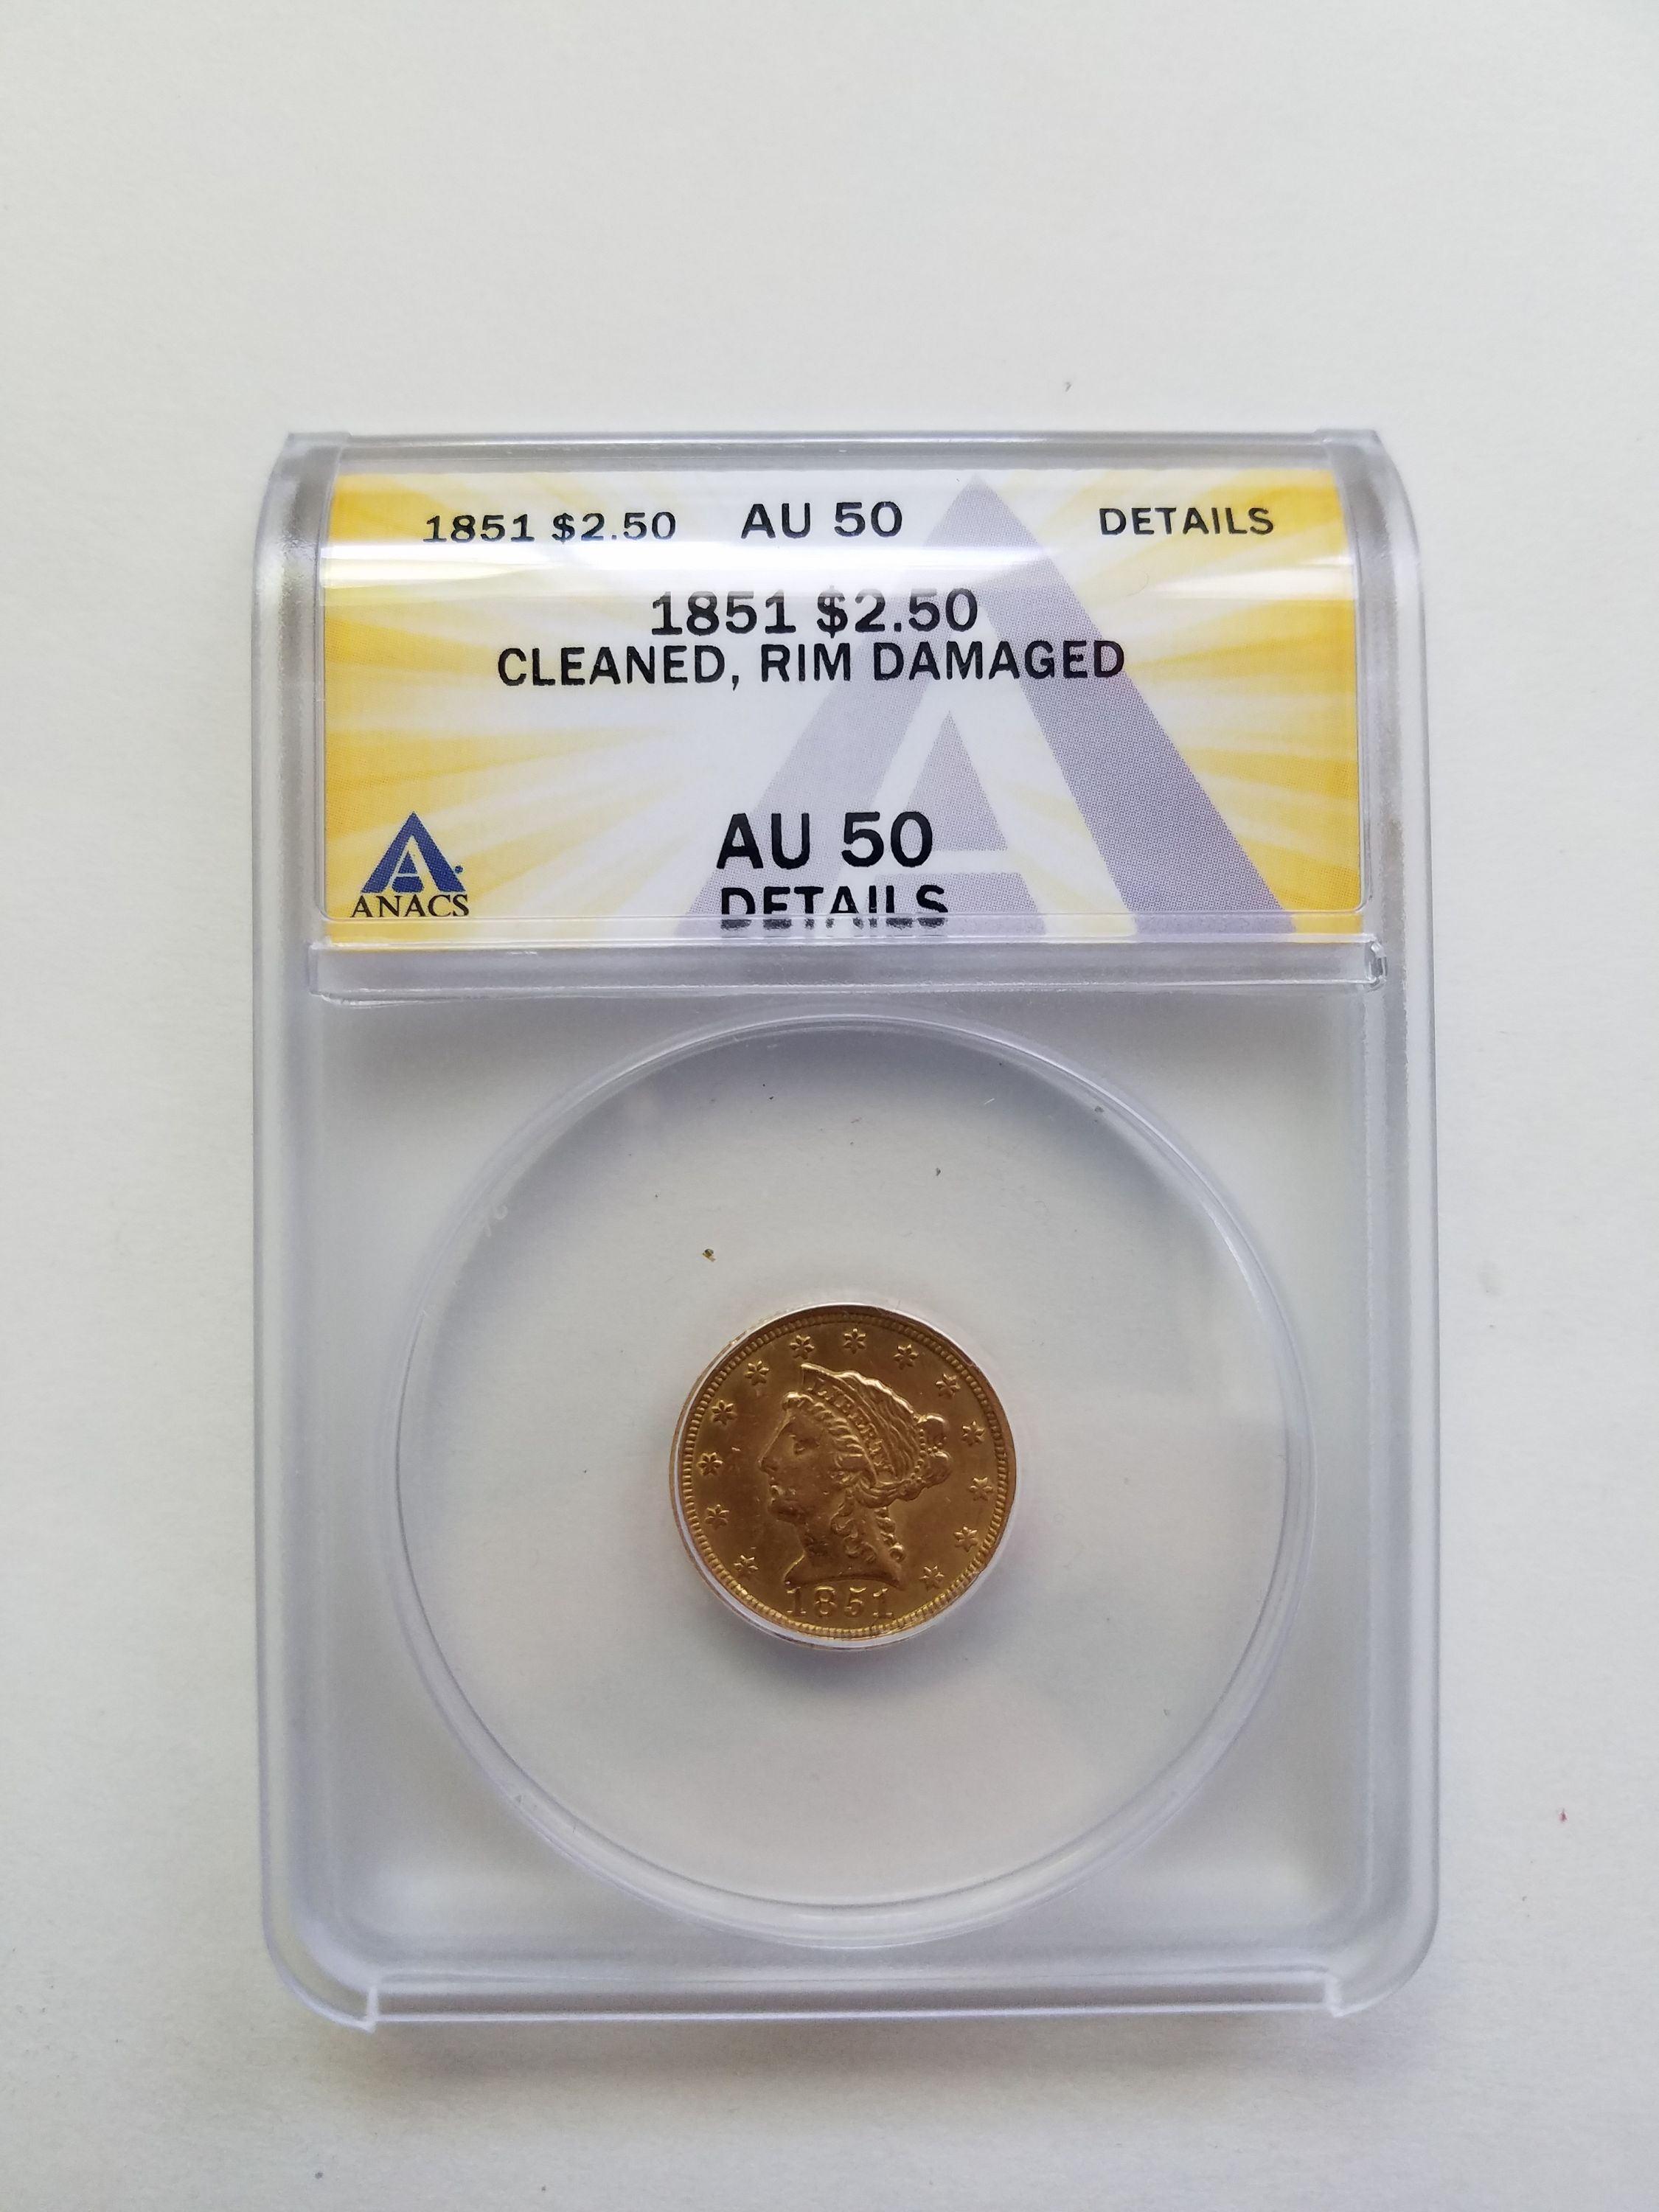 1851 $2.50 AU 50 DETAILS
1851 $2.50
CLEANED, RIM DAMAGED
AU 50
DETAILS
ANACS
LIBERTY
1851